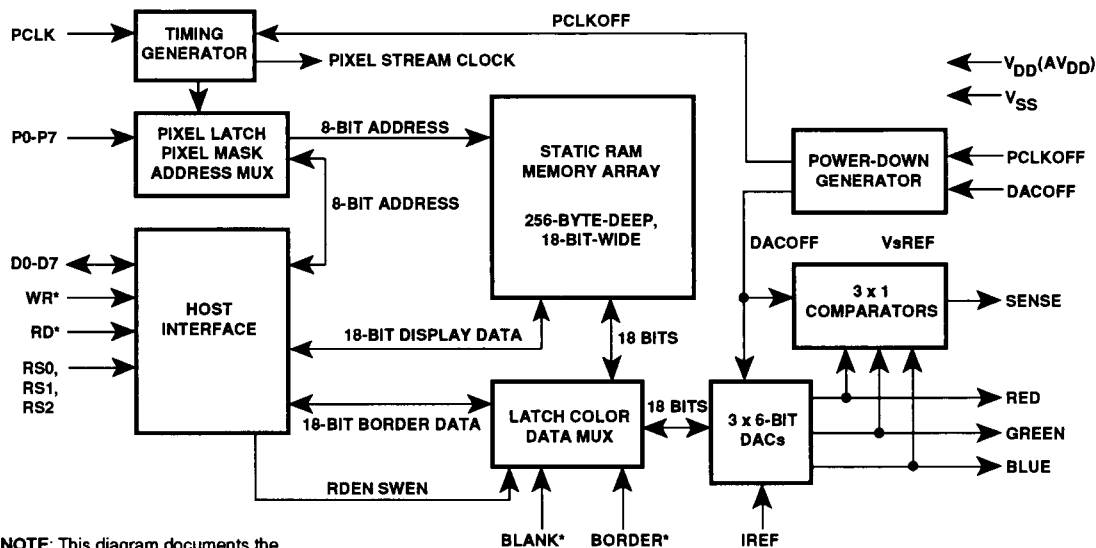 PCLK
TIMING
GENERATOR
PCLKOFF
PIXEL STREAM CLOCK
V_DD(AV_DD)
V_SS
P0-P7
PIXEL LATCH
PIXEL MASK
ADDRESS MUX
8-BIT ADDRESS
8-BIT ADDRESS
STATIC RAM
MEMORY ARRAY
256-BYTE-DEEP,
18-BIT-WIDE
POWER-DOWN
GENERATOR
PCLKOFF
DACOFF
DACOFF
VsREF
D0-D7
WR*
RD*
RS0,
RS1,
RS2
HOST
INTERFACE
18-BIT DISPLAY DATA
18 BITS
3 x 1
COMPARATORS
SENSE
18-BIT BORDER DATA
LATCH COLOR
DATA MUX
18 BITS
3 x 6-BIT
DACs
RED
GREEN
BLUE
RDEN SWEN
BLANK*
BORDER*
IREF
NOTE: This diagram documents the